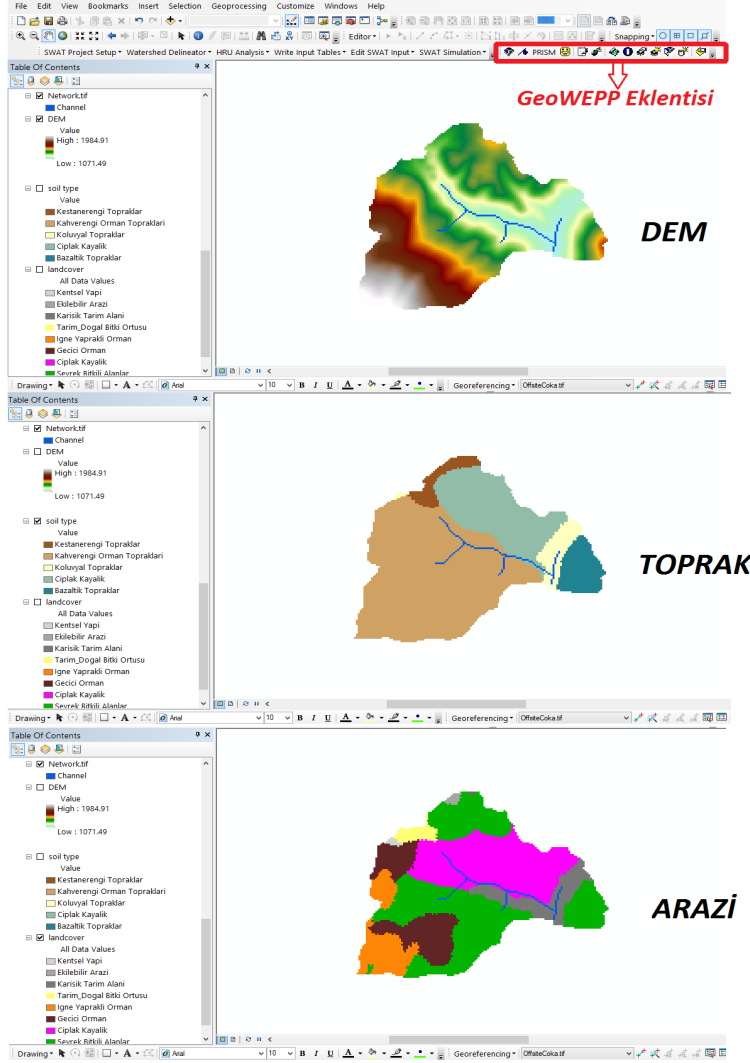 File Edit View Bookmarks Insert Selection Geoprocessing Customize Windows Help
Editor Snapping
SWAT Project Setup Watershed Delineator HRU Analysis Write Input Tables Edit SWAT Input SWAT Simulation PRISM
GeoWEPP Eklentisi
Table Of Contents
Network.tif
Channel
DEM
Value
High : 1984.91
Low : 1071.49
soil type
Value
Kestanerengi Topraklar
Kahverengi Orman Topraklari
Koluvyal Topraklar
Ciplak Kayalik
Bazaltik Topraklar
landcover
All Data Values
Kentsel Yapi
Ekilebilir Arazi
Karisik Tarim Alani
Tarim_Dogal Bitki Ortusu
Igne Yaprakli Orman
Gecici Orman
Ciplak Kayalik
Seyrek Bitkili Alanlar
DEM
Drawing A Arial 10 B I U A Georeferencing OffsiteCoka.tif
Table Of Contents
Network.tif
Channel
DEM
Value
High : 1984.91
Low : 1071.49
soil type
Value
Kestanerengi Topraklar
Kahverengi Orman Topraklari
Koluvyal Topraklar
Ciplak Kayalik
Bazaltik Topraklar
landcover
All Data Values
Kentsel Yapi
Ekilebilir Arazi
Karisik Tarim Alani
Tarim_Dogal Bitki Ortusu
Igne Yaprakli Orman
Gecici Orman
Ciplak Kayalik
Seyrek Bitkili Alanlar
TOPRAK
Drawing A Arial 10 B I U A Georeferencing OffsiteCoka.tif
Table Of Contents
Network.tif
Channel
DEM
Value
High : 1984.91
Low : 1071.49
soil type
Value
Kestanerengi Topraklar
Kahverengi Orman Topraklari
Koluvyal Topraklar
Ciplak Kayalik
Bazaltik Topraklar
landcover
All Data Values
Kentsel Yapi
Ekilebilir Arazi
Karisik Tarim Alani
Tarim_Dogal Bitki Ortusu
Igne Yaprakli Orman
Gecici Orman
Ciplak Kayalik
Seyrek Bitkili Alanlar
ARAZİ
Drawing A Arial 10 B I U A Georeferencing OffsiteCoka.tif